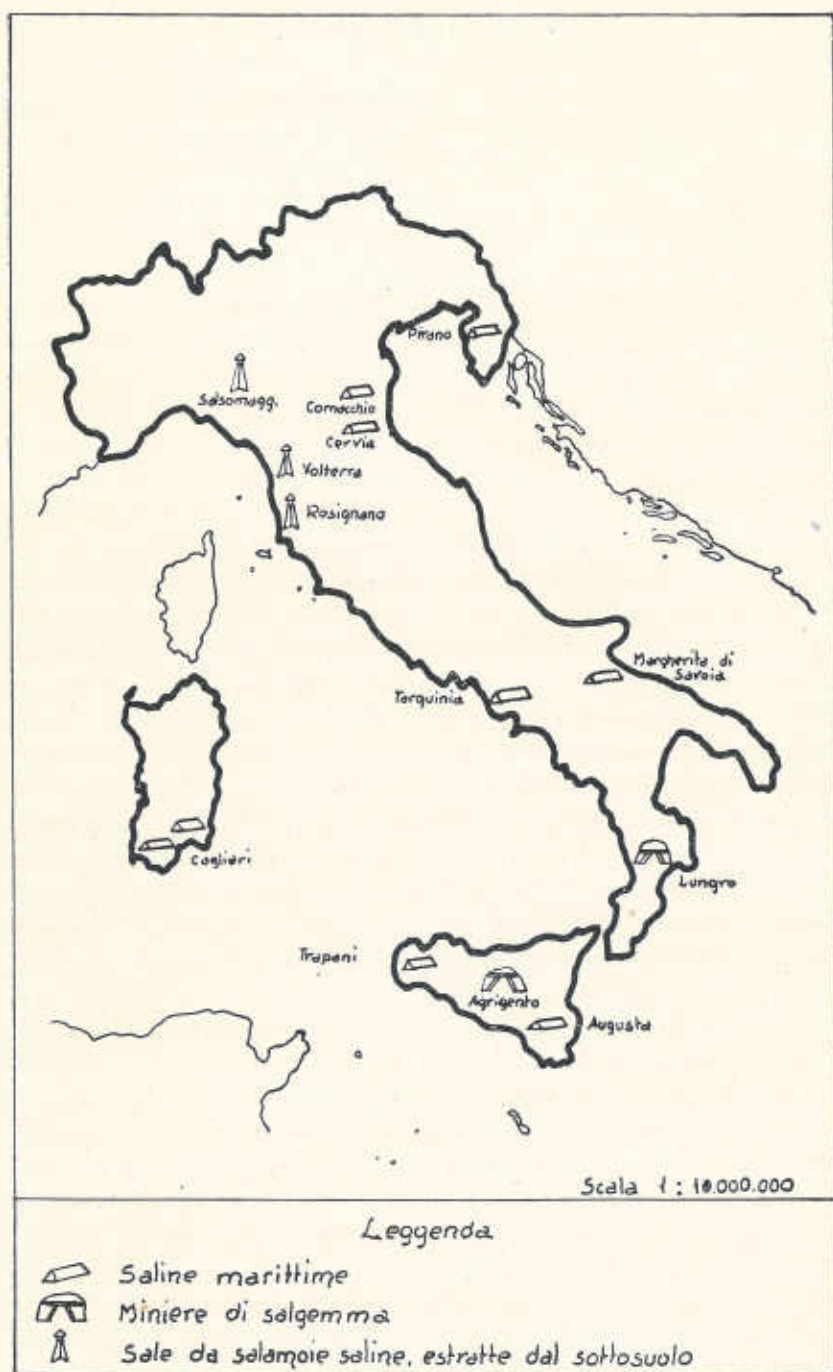 Pirano
Salsomagg.
Comacchio
Cervia
Volterra
Rosignano
Margherita di
Savoia
Tarquinia
Cagliari
Lungro
Trapani
Agrigento
Augusta
Scala 1 : 10.000.000
Leggenda
Saline marittime
Miniere di salgemma
Sale da salamoie saline, estratte dal sottosuolo